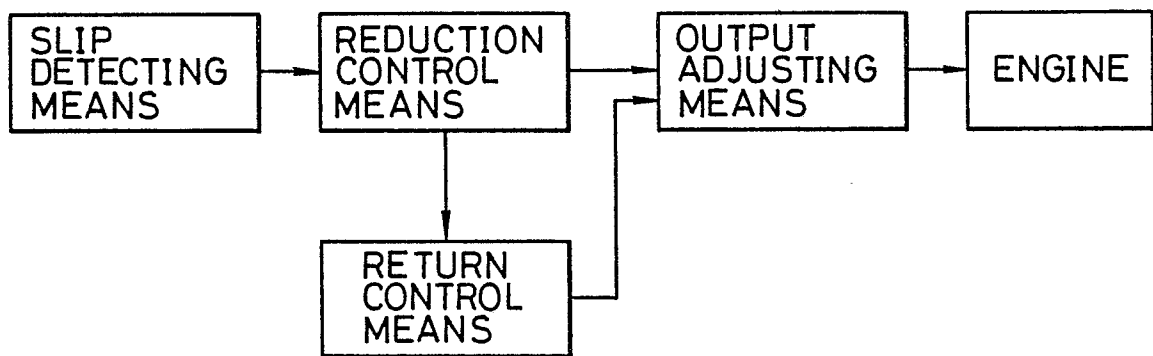 SLIP
DETECTING
MEANS
REDUCTION
CONTROL
MEANS
OUTPUT
ADJUSTING
MEANS
ENGINE
RETURN
CONTROL
MEANS